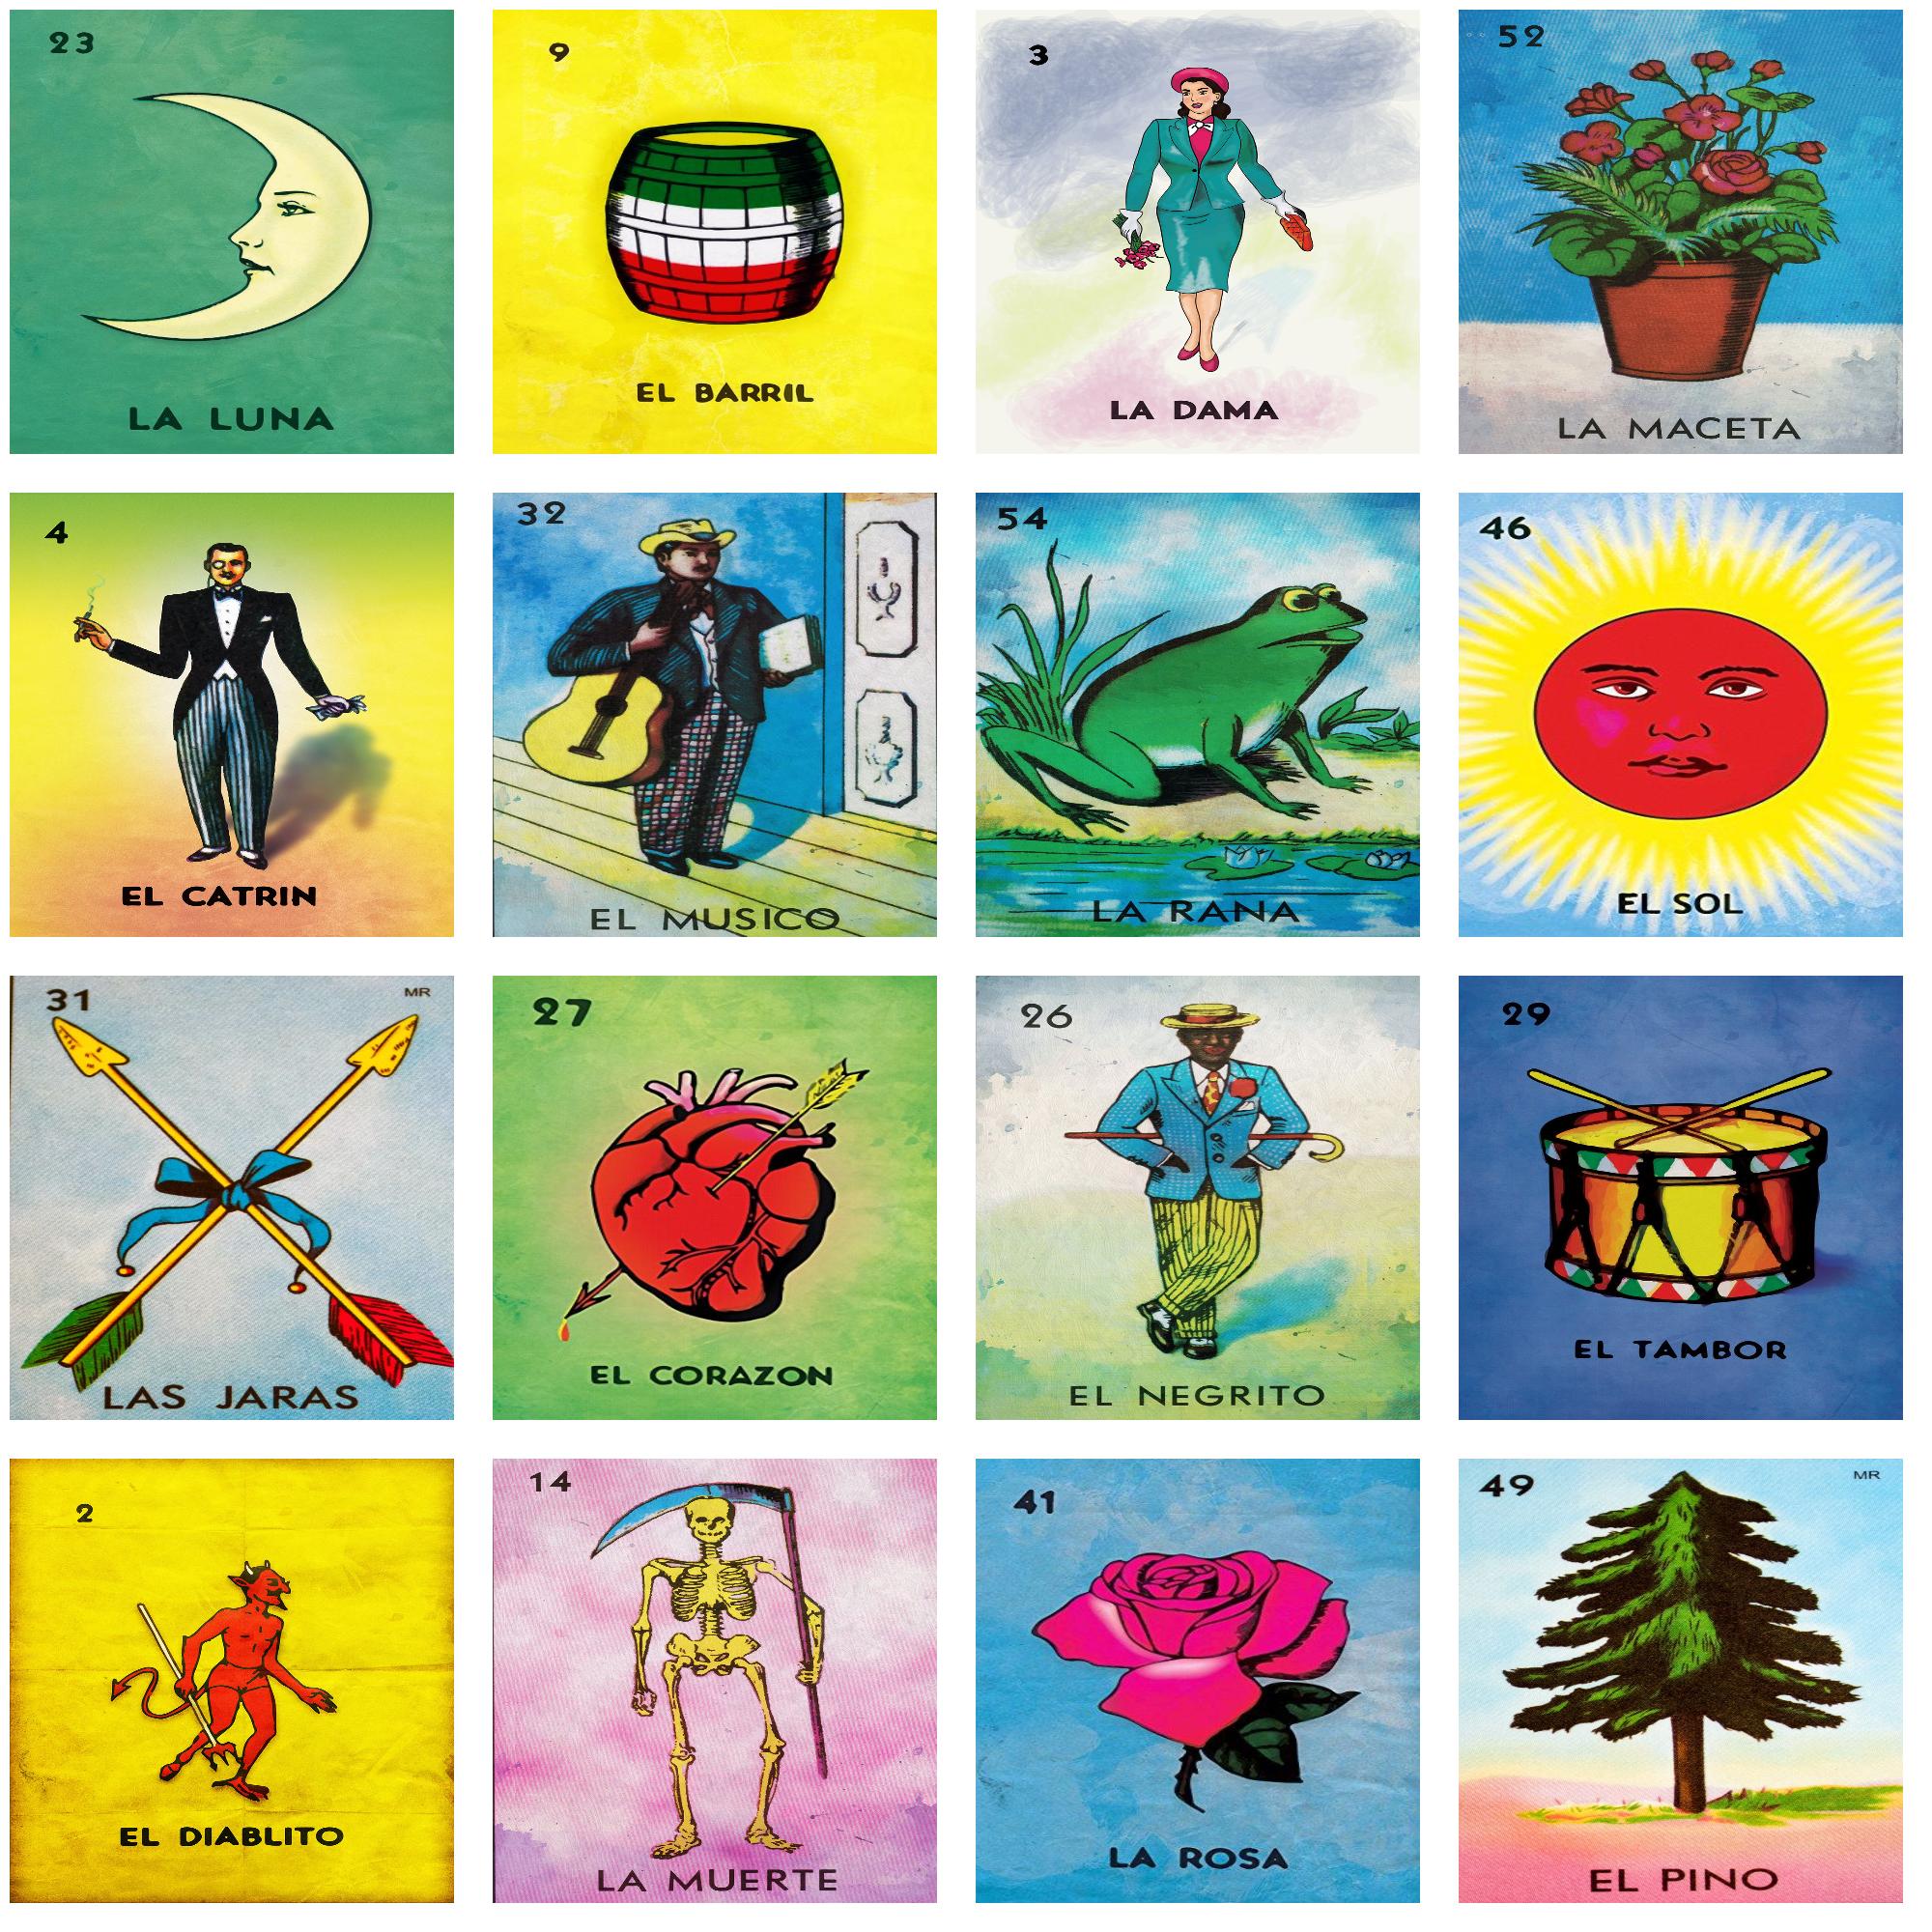 23
LA LUNA
9
EL BARRIL
3
LA DAMA
52
LA MACETA
4
EL CATRIN
32
EL MUSICO
54
LA RANA
46
EL SOL
31
MR
LAS JARAS
27
EL CORAZON
26
EL NEGRITO
29
EL TAMBOR
2
EL DIABLITO
14
LA MUERTE
41
LA ROSA
49
MR
EL PINO